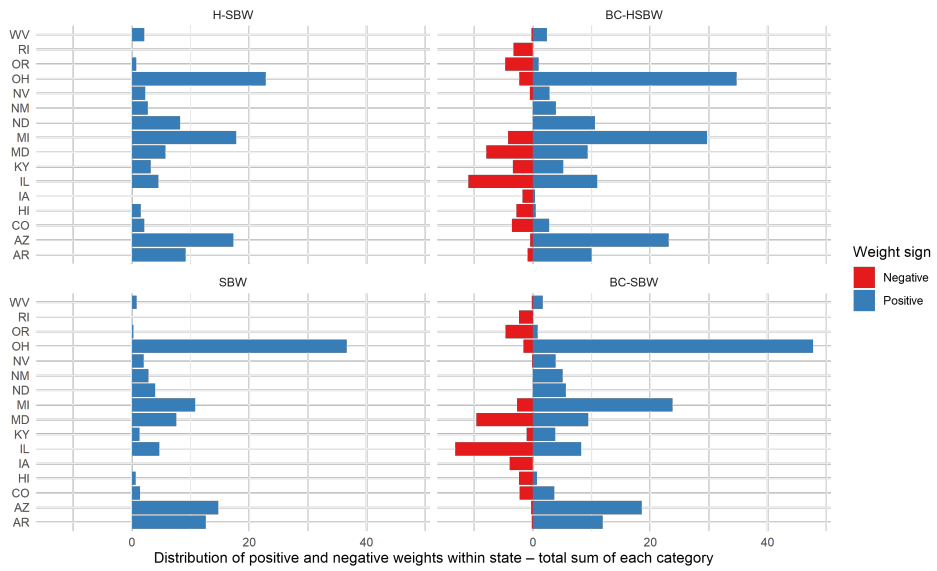 H-SBW
BC-HSBW
WV
RI
OR
OH
NV
NM
ND
MI
MD
KY
IL
IA
HI
CO
AZ
AR
SBW
BC-SBW
WV
RI
OR
OH
NV
NM
ND
MI
MD
KY
IL
IA
HI
CO
AZ
AR
0 20 40
0 20 40
Distribution of positive and negative weights within state – total sum of each category
Weight sign
Negative
Positive